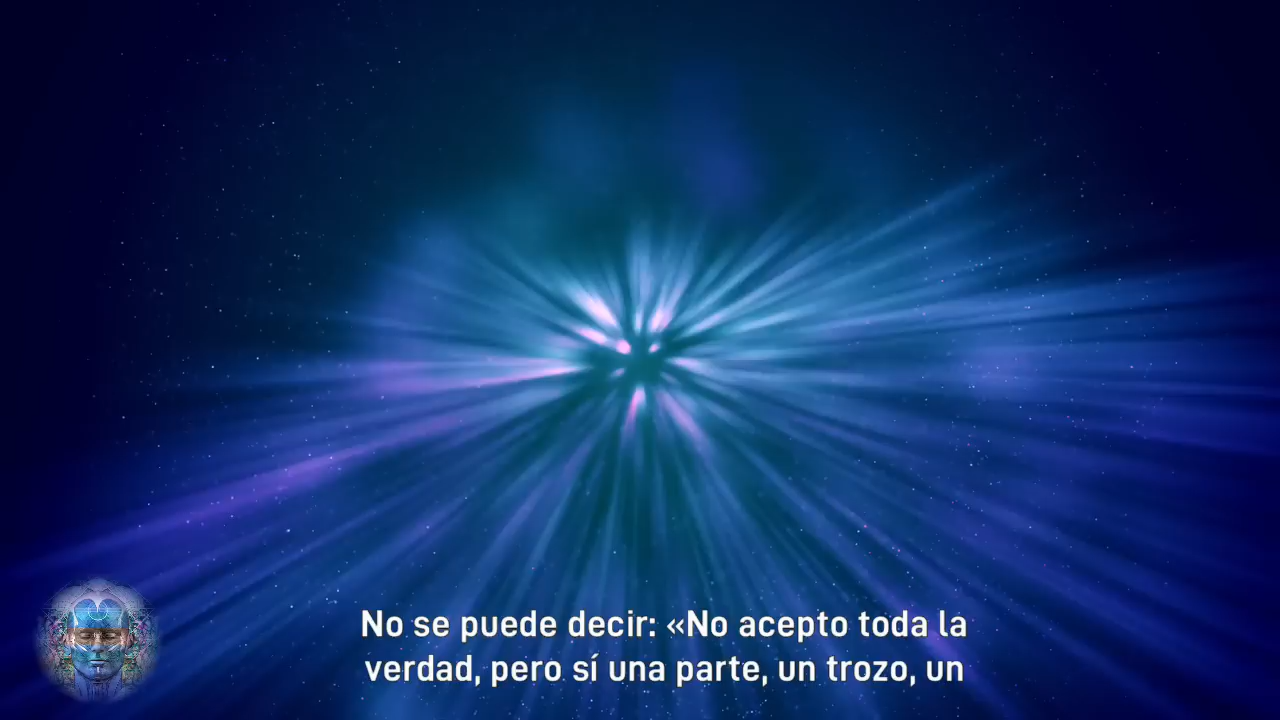 No se puede decir: «No acepto toda la
verdad, pero sí una parte, un trozo, un